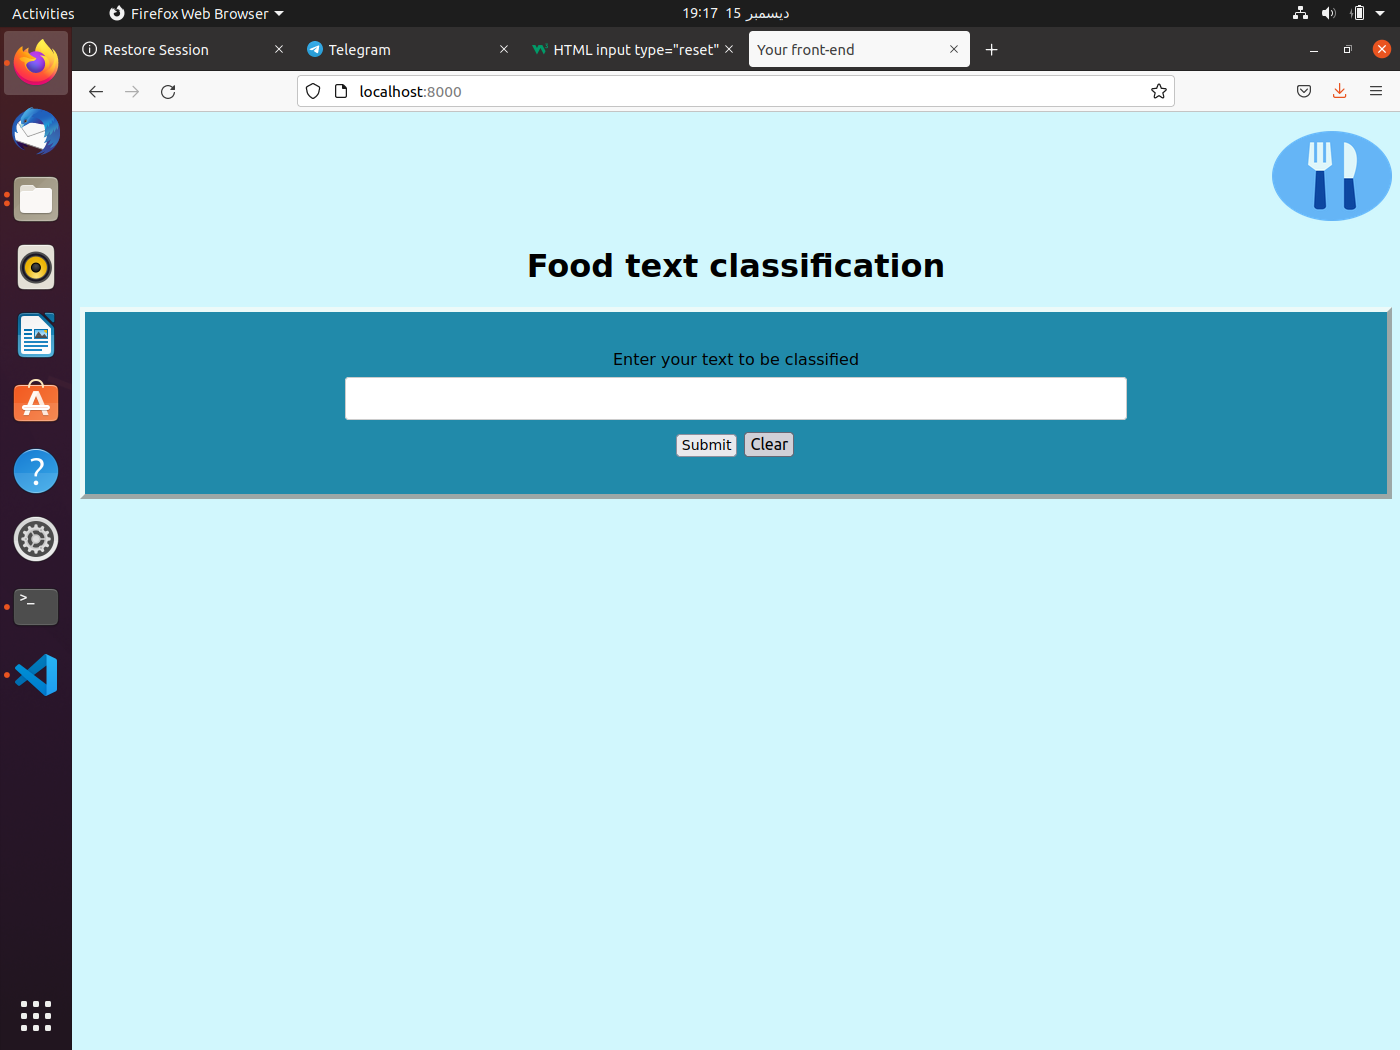 Activities
Firefox Web Browser
19:17 15 ديسمبر
Restore Session
Telegram
HTML input type="reset"
Your front-end
localhost:8000
Food text classification
Enter your text to be classified
Submit
Clear